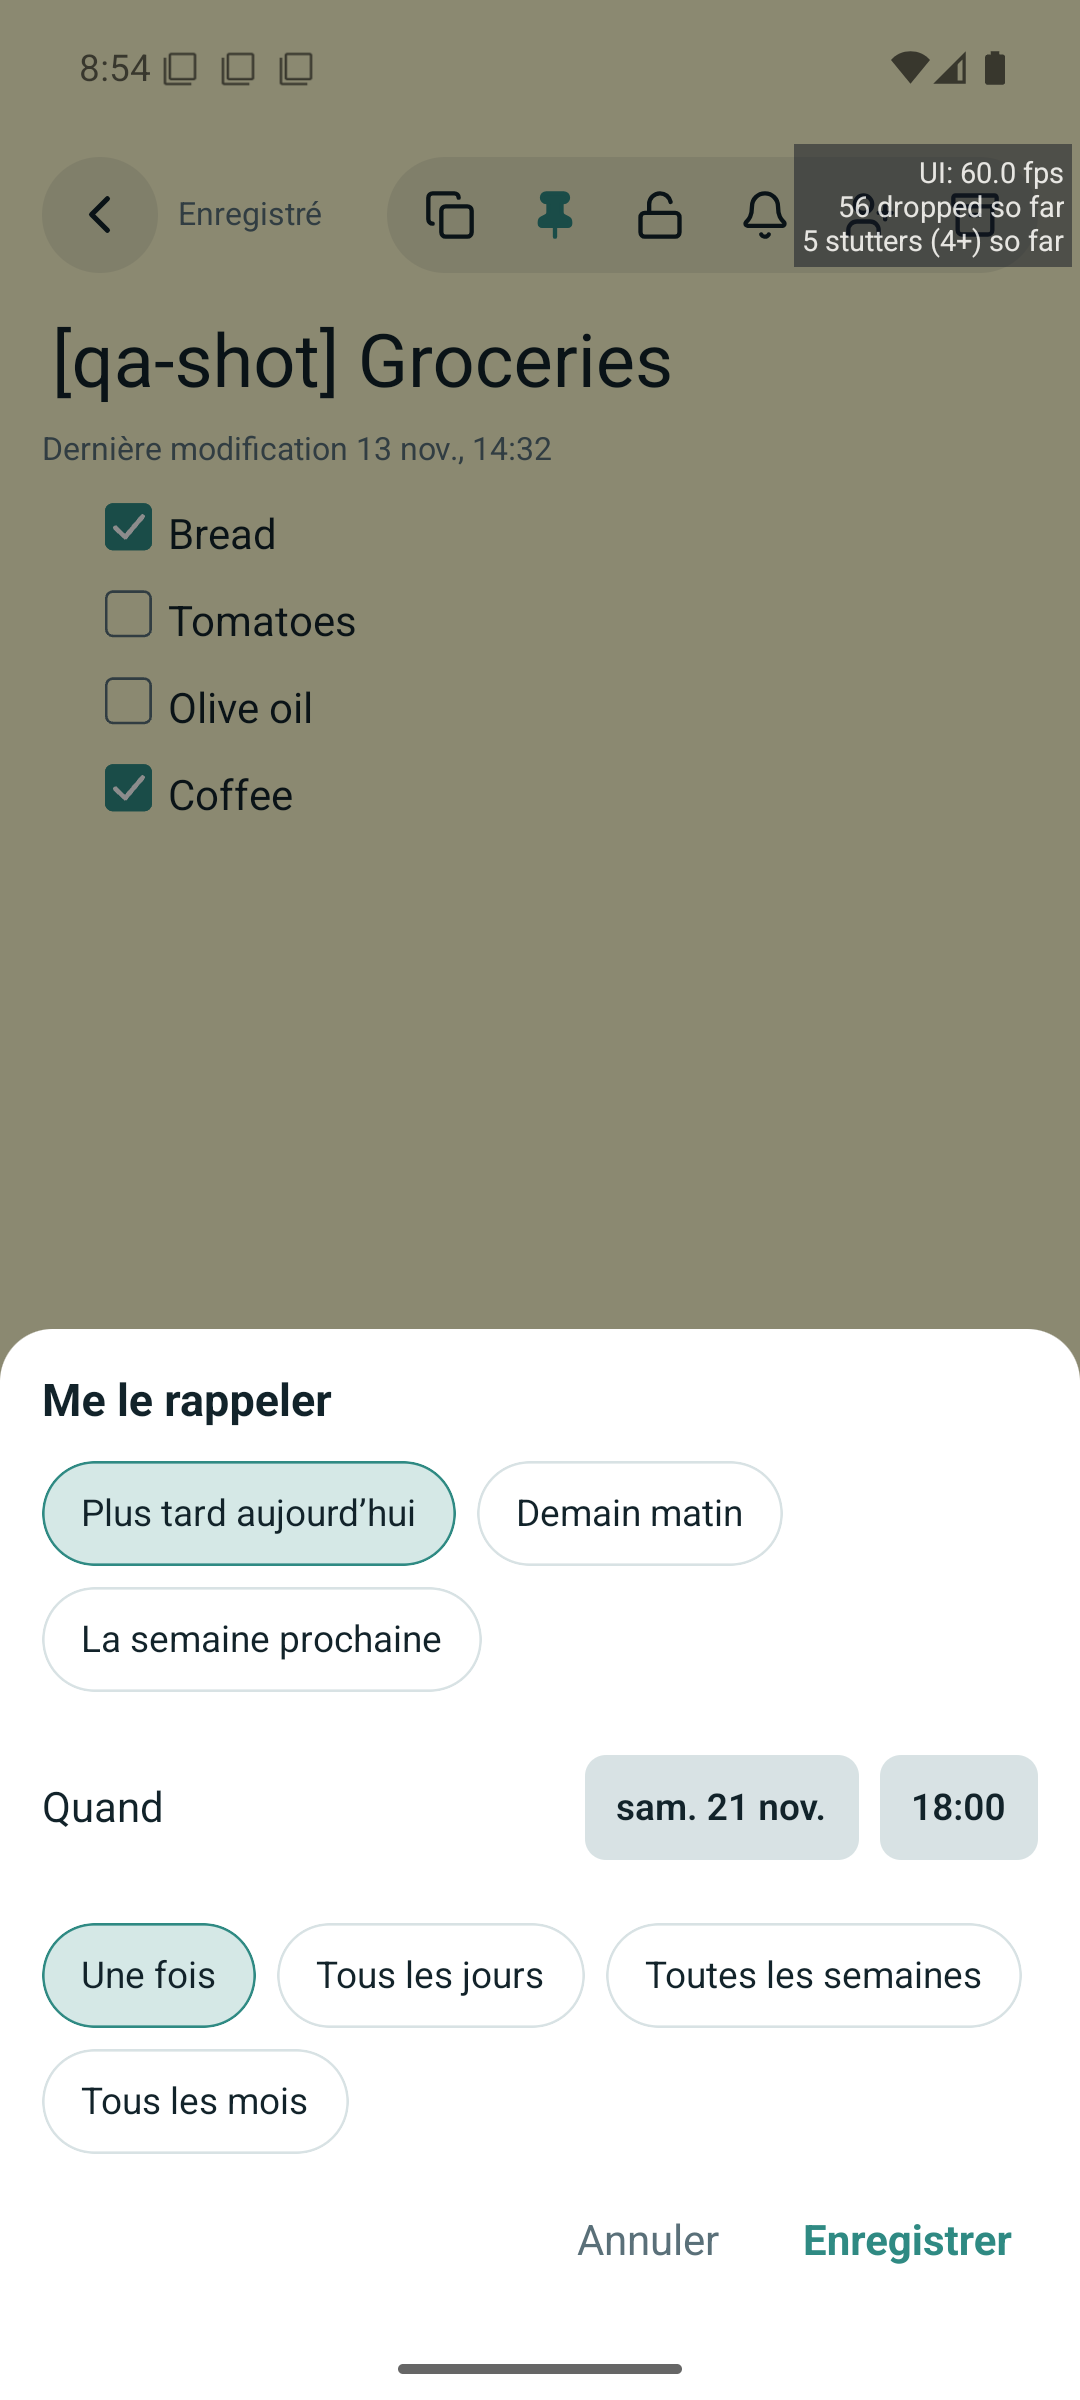 8:54
UI: 60.0 fps
56 dropped so far
5 stutters (4+) so far
Enregistré
[qa-shot] Groceries
Dernière modification 13 nov., 14:32
Bread
Tomatoes
Olive oil
Coffee
Me le rappeler
Plus tard aujourd’hui
Demain matin
La semaine prochaine
Quand
sam. 21 nov.
18:00
Une fois
Tous les jours
Toutes les semaines
Tous les mois
Annuler
Enregistrer